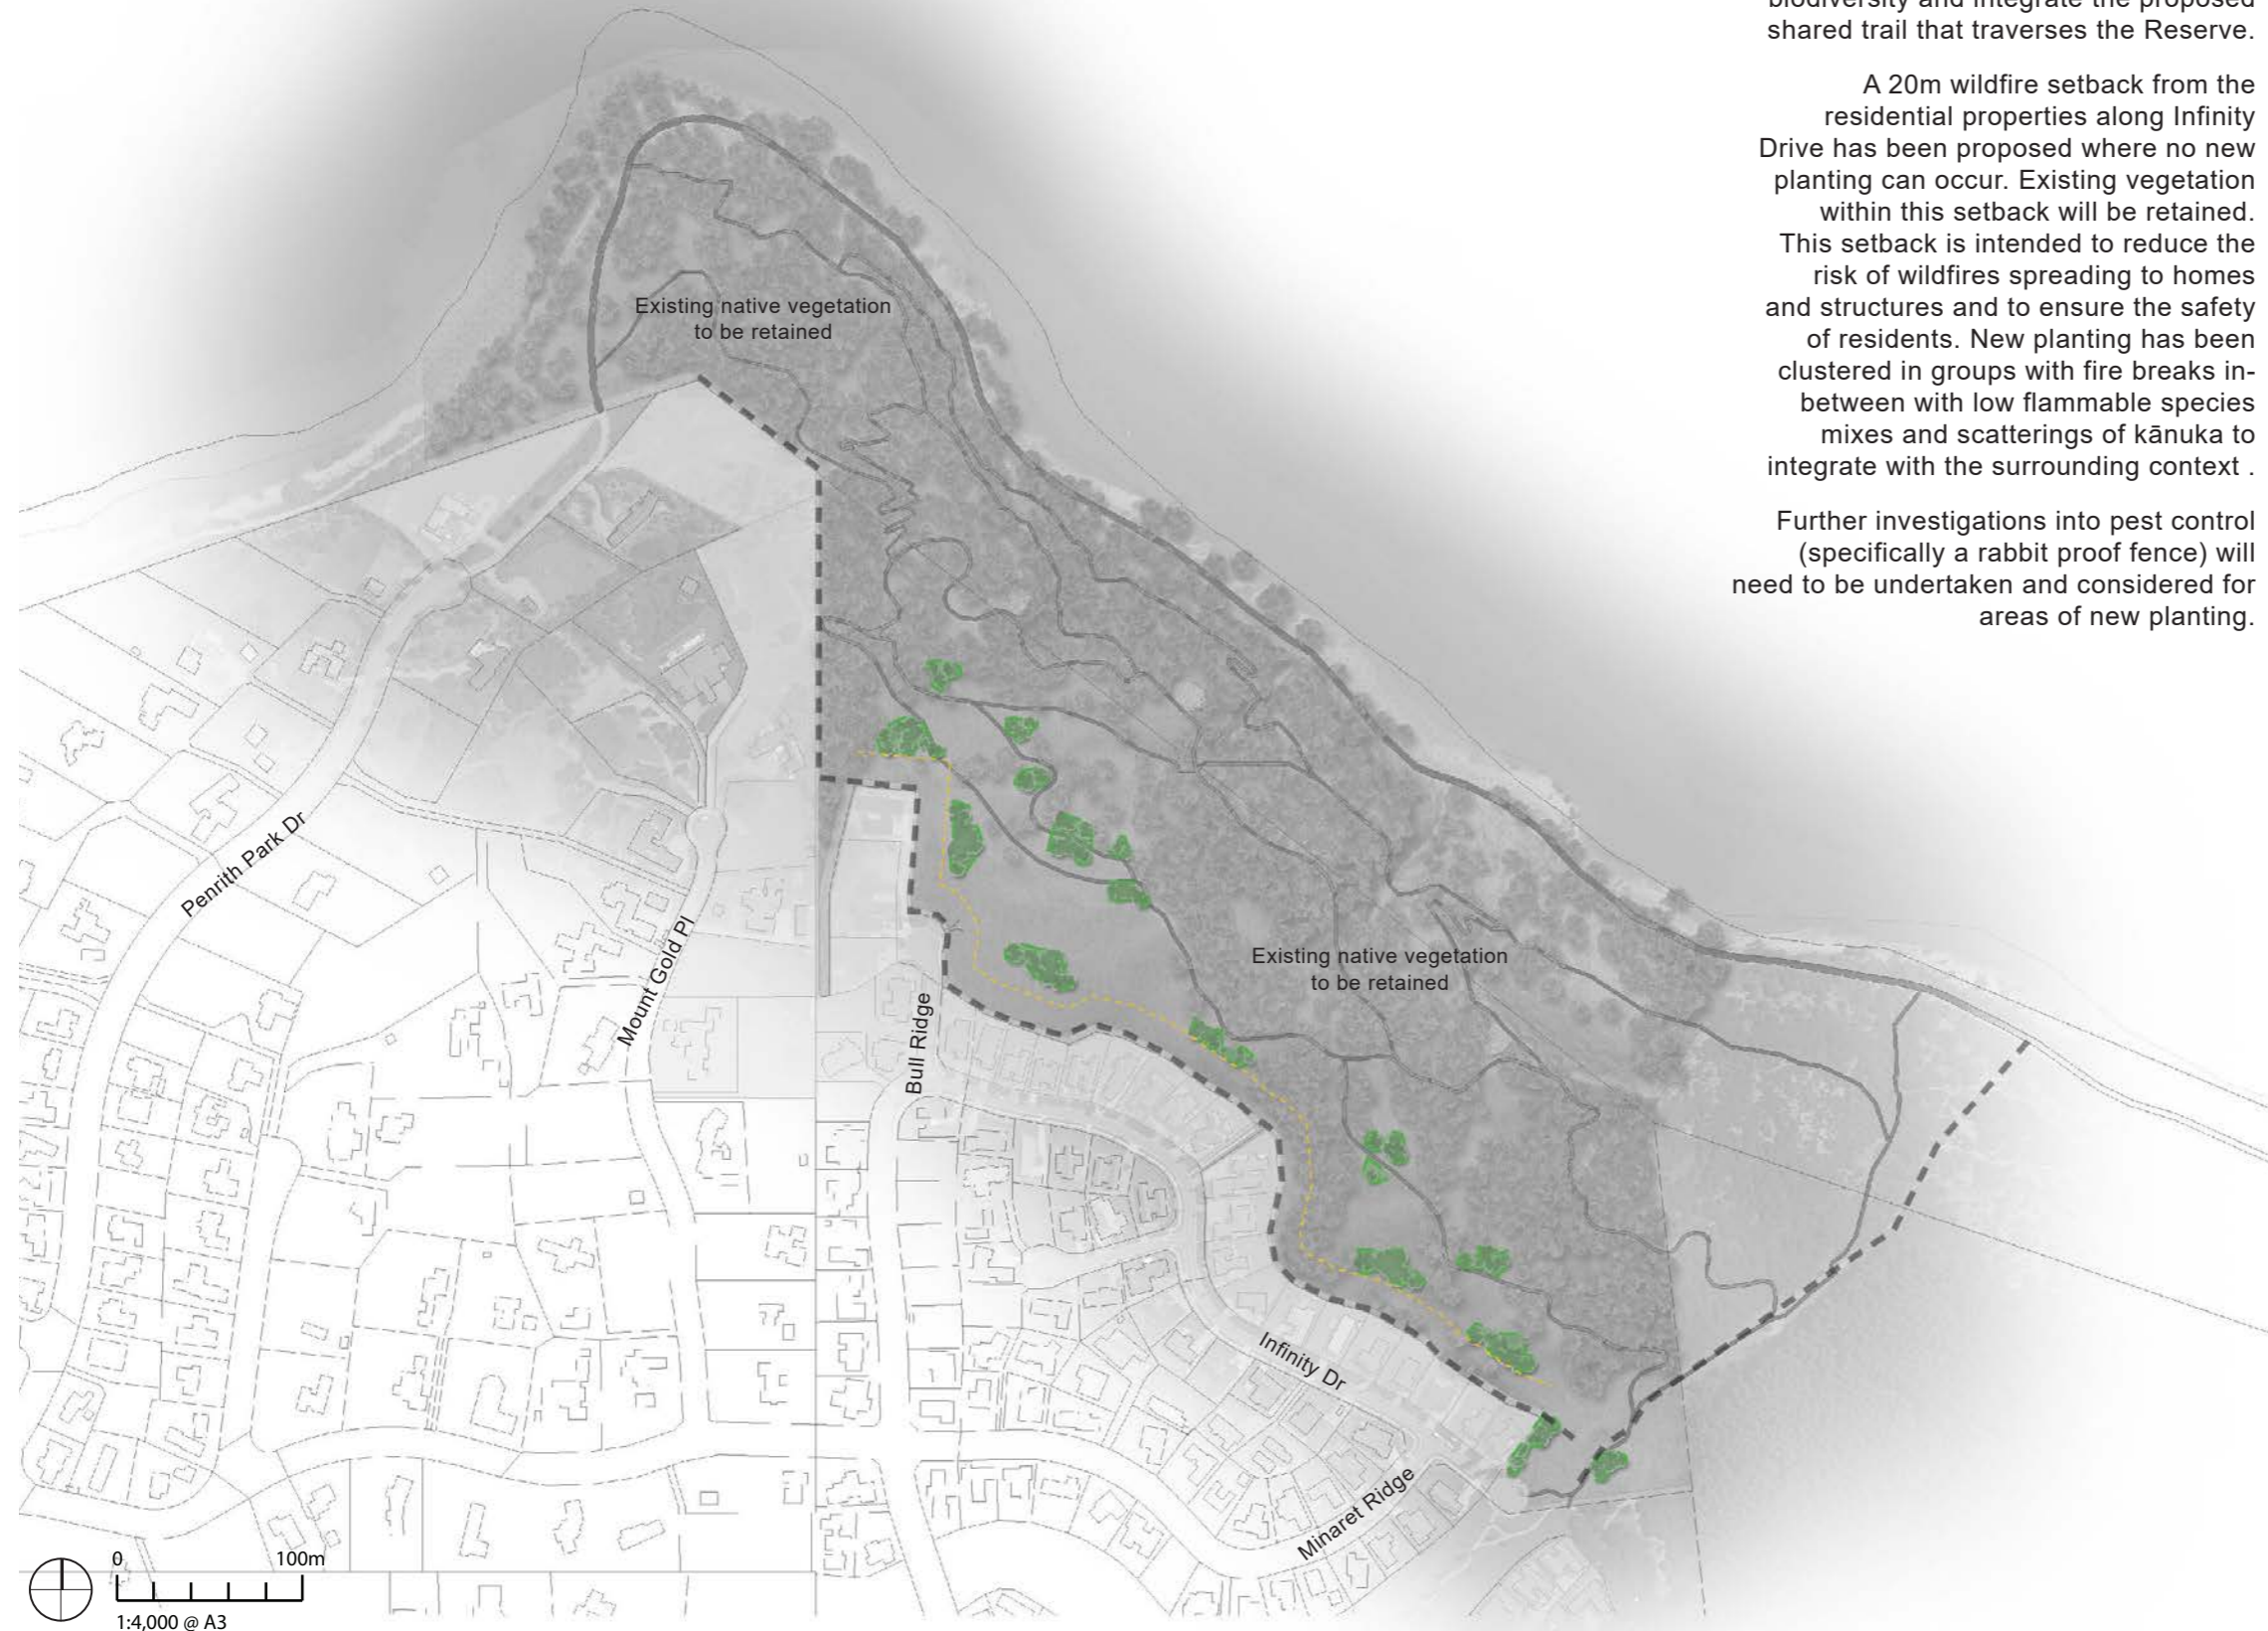 biodiversity and integrate the proposed
shared trail that traverses the Reserve.
A 20m wildfire setback from the
residential properties along Infinity
Drive has been proposed where no new
planting can occur. Existing vegetation
within this setback will be retained.
This setback is intended to reduce the
risk of wildfires spreading to homes
and structures and to ensure the safety
of residents. New planting has been
clustered in groups with fire breaks in-
between with low flammable species
mixes and scatterings of kānuka to
integrate with the surrounding context .
Further investigations into pest control
(specifically a rabbit proof fence) will
need to be undertaken and considered for
areas of new planting.
Existing native vegetation
to be retained
Penrith Park Dr
Mount Gold Pl
Bull Ridge
Existing native vegetation
to be retained
Infinity Dr
Minaret Ridge
0 100m
1:4,000 @ A3